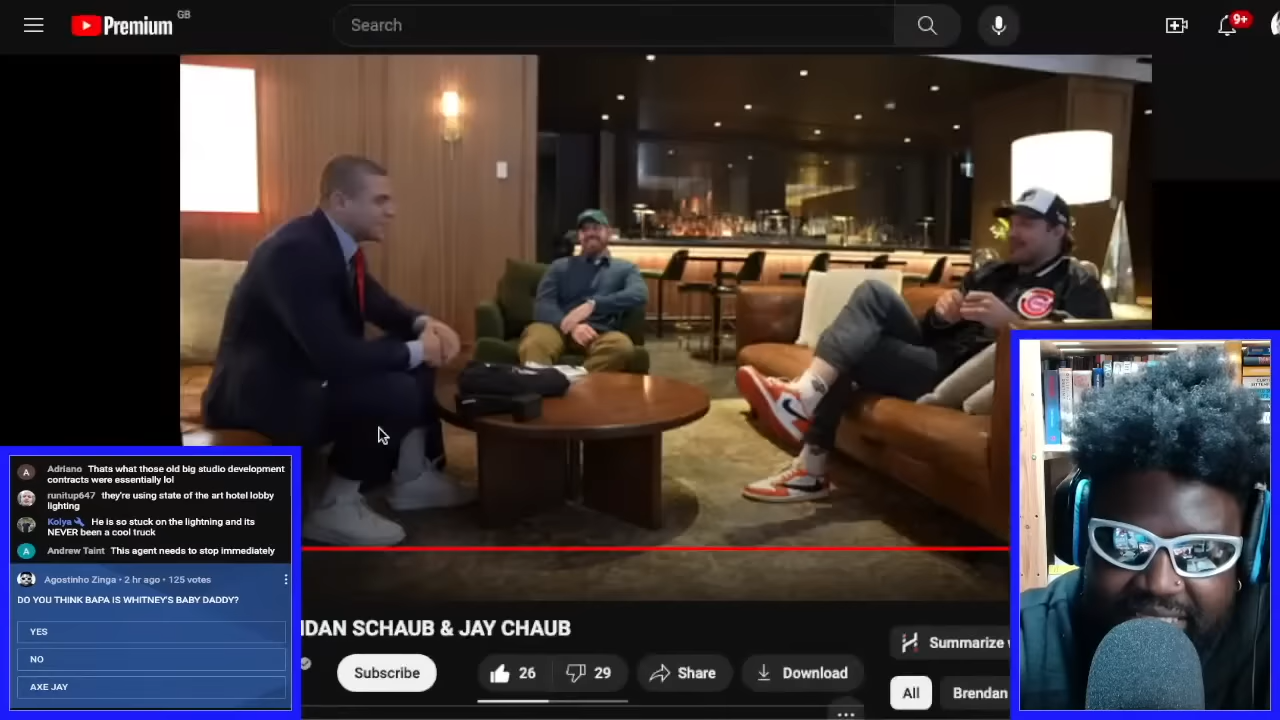 Premium GB
Search
9+
Adriano Thats what those old big studio development
contracts were essentially lol
runitup647 they're using state of the art hotel lobby
lighting
Kolya He is so stuck on the lightning and its
NEVER been a cool truck
Andrew Taint This agent needs to stop immediately
Agostinho Zinga • 2 hr ago • 125 votes
DO YOU THINK BAPA IS WHITNEY'S BABY DADDY?
YES
NO
AXE JAY
NDAN SCHAUB & JAY CHAUB
Subscribe
26
29
Share
Download
Summarize
All
Brendan